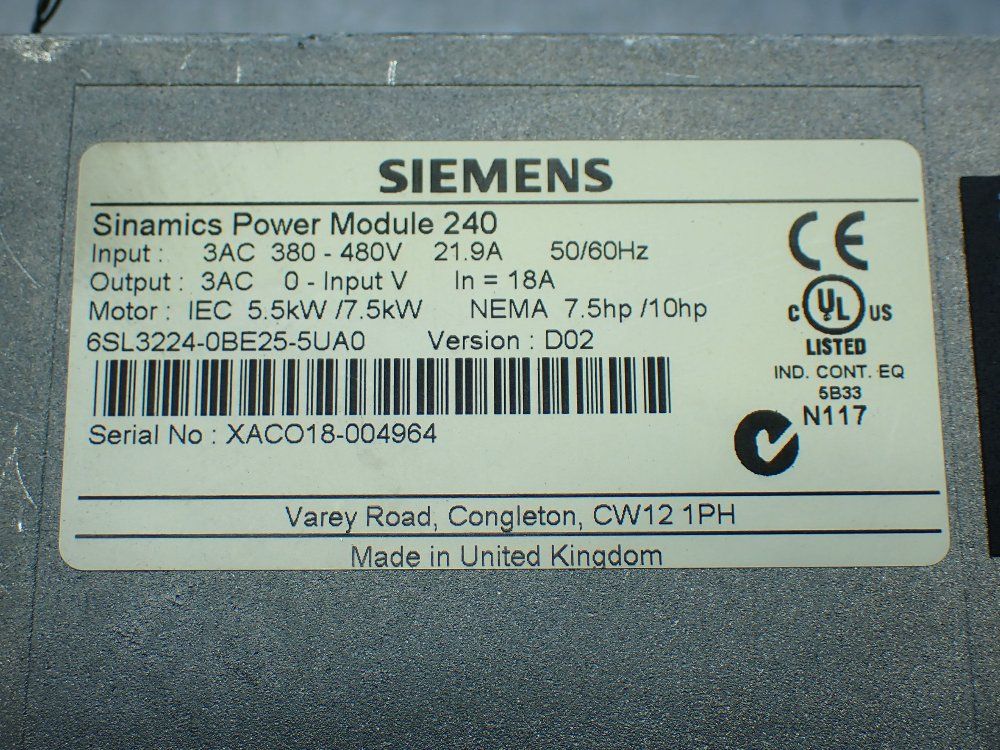 SIEMENS
Sinamics Power Module 240
Input : 3AC 380 - 480V 21.9A 50/60Hz
Output : 3AC 0 - Input V In = 18A
Motor : IEC 5.5kW /7.5kW NEMA 7.5hp /10hp
6SL3224-0BE25-5UA0 Version : D02
Serial No : XACO18-004964
CE
C UL US
LISTED
IND. CONT. EQ
5B33
N117
Varey Road, Congleton, CW12 1PH
Made in United Kingdom